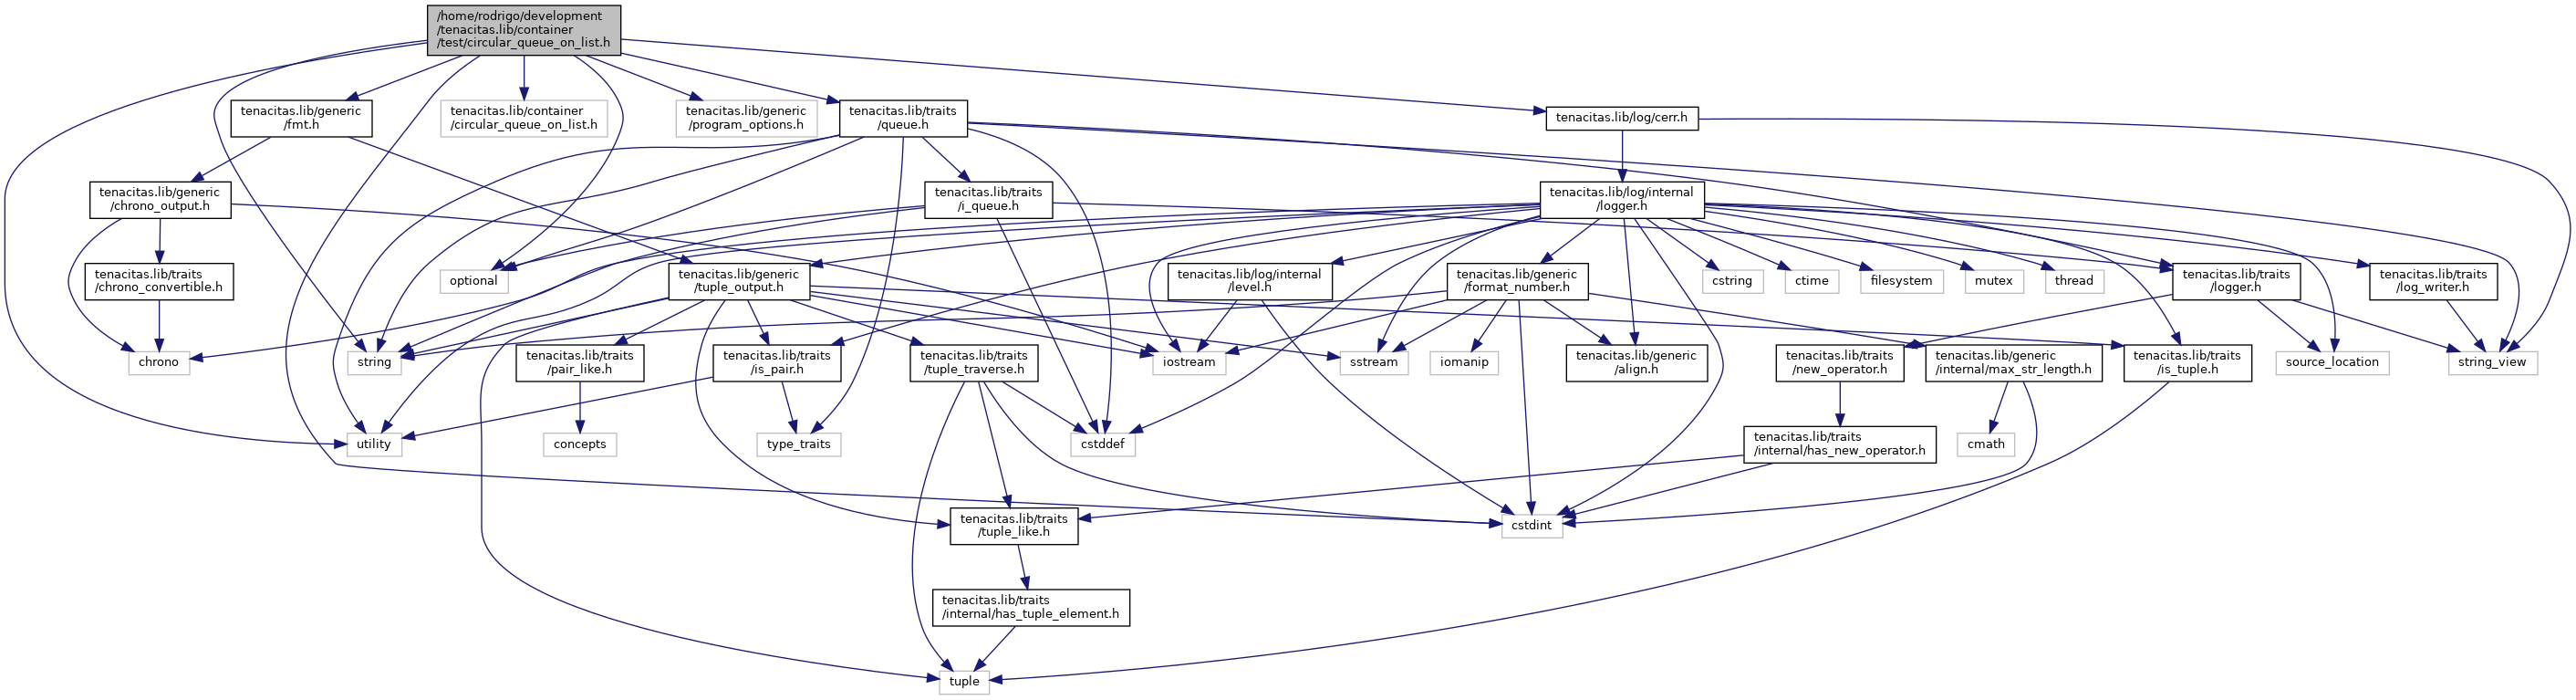 /home/rodrigo/development
/tenacitas.lib/container
/test/circular_queue_on_list.h
tenacitas.lib/generic
/fmt.h
tenacitas.lib/container
/circular_queue_on_list.h
tenacitas.lib/generic
/program_options.h
tenacitas.lib/traits
/queue.h
tenacitas.lib/log/cerr.h
tenacitas.lib/generic
/chrono_output.h
tenacitas.lib/traits
/i_queue.h
tenacitas.lib/log/internal
/logger.h
tenacitas.lib/traits
/chrono_convertible.h
optional
tenacitas.lib/generic
/tuple_output.h
tenacitas.lib/log/internal
/level.h
tenacitas.lib/generic
/format_number.h
cstring
ctime
filesystem
mutex
thread
tenacitas.lib/traits
/logger.h
tenacitas.lib/traits
/log_writer.h
chrono
string
tenacitas.lib/traits
/pair_like.h
tenacitas.lib/traits
/is_pair.h
tenacitas.lib/traits
/tuple_traverse.h
iostream
sstream
iomanip
tenacitas.lib/generic
/align.h
tenacitas.lib/traits
/new_operator.h
tenacitas.lib/generic
/internal/max_str_length.h
tenacitas.lib/traits
/is_tuple.h
source_location
string_view
utility
concepts
type_traits
cstddef
tenacitas.lib/traits
/internal/has_new_operator.h
cmath
tenacitas.lib/traits
/tuple_like.h
cstdint
tenacitas.lib/traits
/internal/has_tuple_element.h
tuple